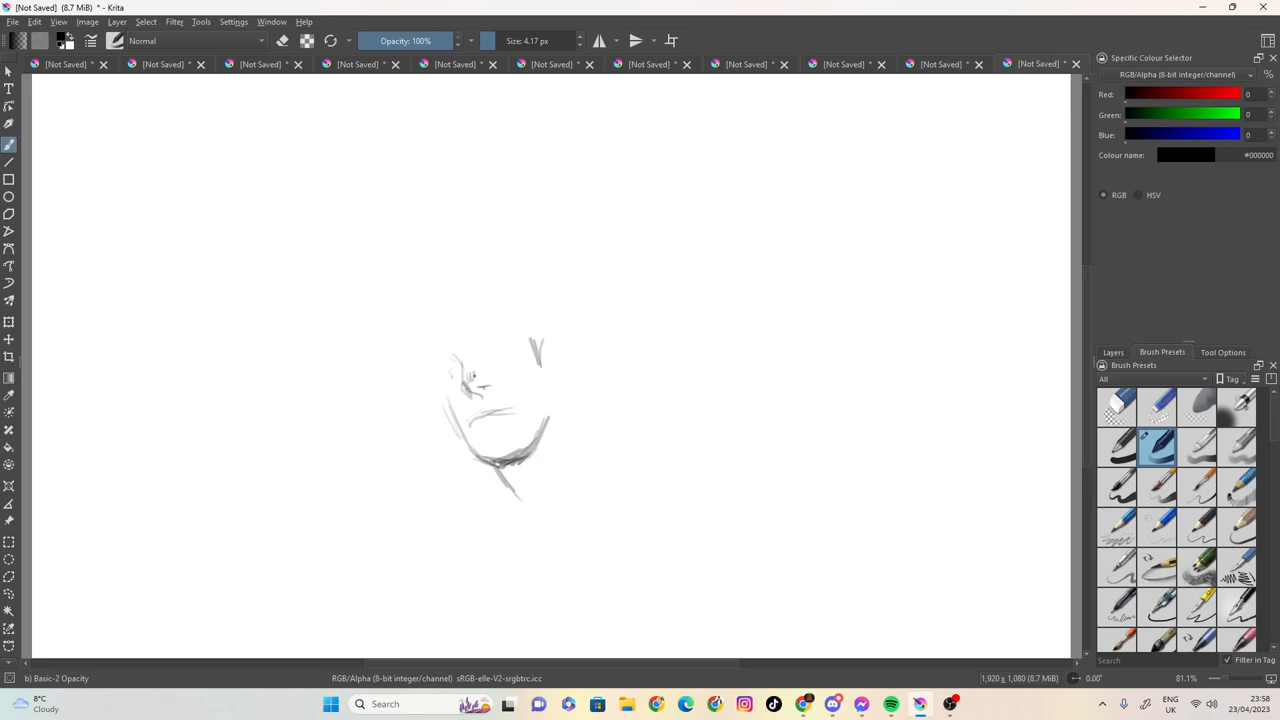 [Not Saved] (8.7 MiB) * - Krita
File Edit View Image Layer Select Filter Tools Settings Window Help
Normal Opacity: 100% Size: 4.17 px
[Not Saved] * [Not Saved] * [Not Saved] * [Not Saved] * [Not Saved] * [Not Saved] * [Not Saved] * [Not Saved] * [Not Saved] * [Not Saved] * [Not Saved] *
Specific Colour Selector
RGB/Alpha (8-bit integer/channel) %
Red: 0
Green: 0
Blue: 0
Colour name: #000000
RGB HSV
Layers Brush Presets Tool Options
Brush Presets
All Tag
Search Filter in Tag
b) Basic-2 Opacity RGB/Alpha (8-bit integer/channel) sRGB-elle-V2-srgbtrc.icc 1,920 x 1,080 (8.7 MiB) 0.00° 81.1%
8°C
Cloudy
Search
ENG
UK
23:58
23/04/2023